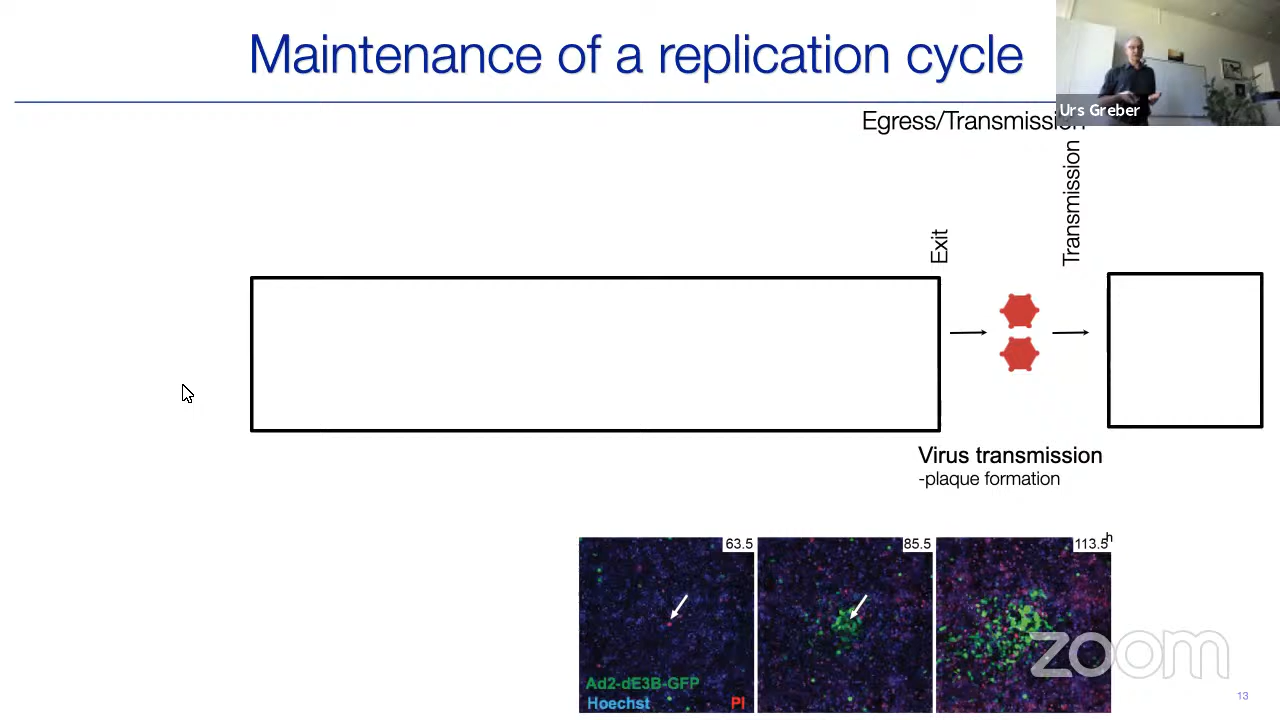 Maintenance of a replication cycle
Urs Greber
Egress/Transmission
Exit
Transmission
Virus transmission
-plaque formation
63.5
85.5
113.5h
Ad2-dE3B-GFP
Hoechst
PI
zoom
13